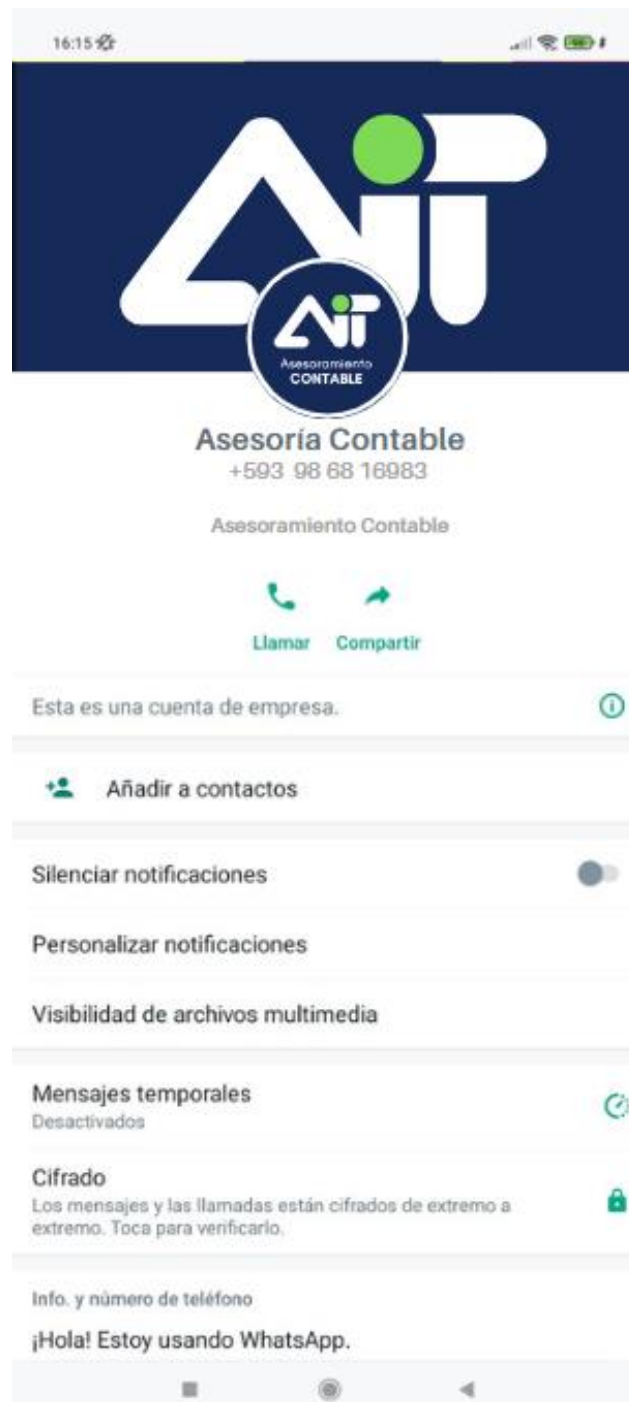 16:15
AIT
AIT
Asesoramiento
CONTABLE
Asesoría Contable
+593 98 68 16983
Asesoramiento Contable
Llamar Compartir
Esta es una cuenta de empresa.
Añadir a contactos
Silenciar notificaciones
Personalizar notificaciones
Visibilidad de archivos multimedia
Mensajes temporales
Desactivados
Cifrado
Los mensajes y las llamadas están cifrados de extremo a
extremo. Toca para verificarlo.
Info. y número de teléfono
¡Hola! Estoy usando WhatsApp.